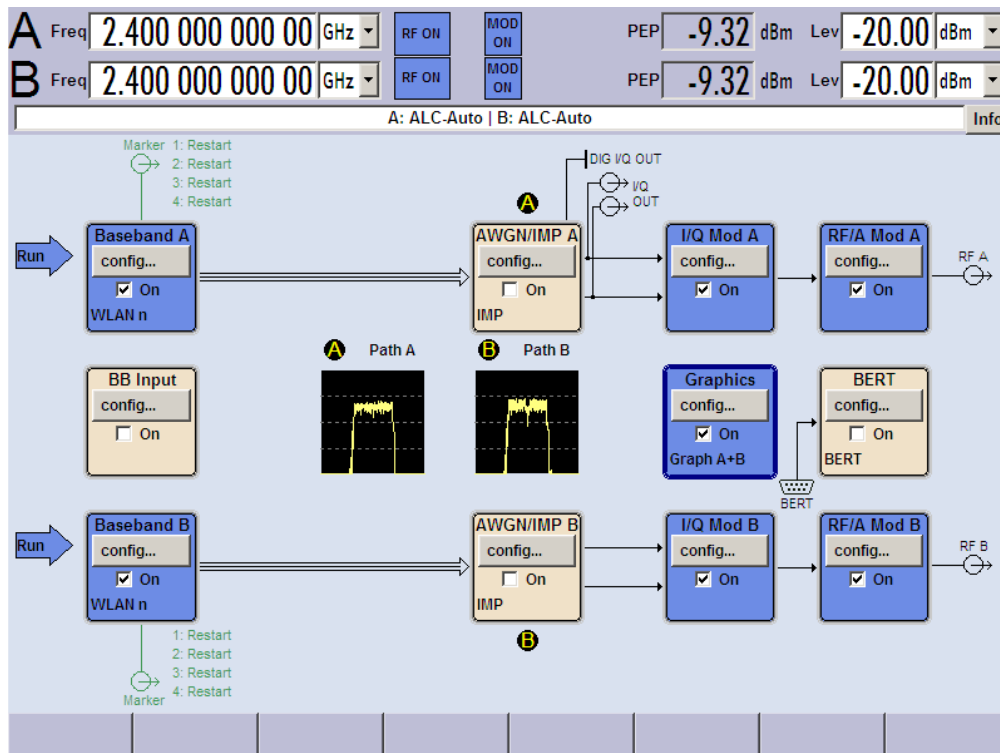 A Freq 2.400 000 000 00 GHz RF ON MOD ON PEP -9.32 dBm Lev -20.00 dBm
B Freq 2.400 000 000 00 GHz RF ON MOD ON PEP -9.32 dBm Lev -20.00 dBm
A: ALC-Auto | B: ALC-Auto Info
Marker 1: Restart
2: Restart
3: Restart
4: Restart
DIG I/Q OUT
I/Q
OUT
A
Run
Baseband A
config...
On
WLAN n
AWGN/IMP A
config...
On
IMP
I/Q Mod A
config...
On
RF/A Mod A
config...
On
RF A
A Path A
B Path B
BB Input
config...
On
Graphics
config...
On
Graph A+B
BERT
config...
On
BERT
BERT
Run
Baseband B
config...
On
WLAN n
AWGN/IMP B
config...
On
IMP
I/Q Mod B
config...
On
RF/A Mod B
config...
On
RF B
B
1: Restart
2: Restart
3: Restart
Marker 4: Restart